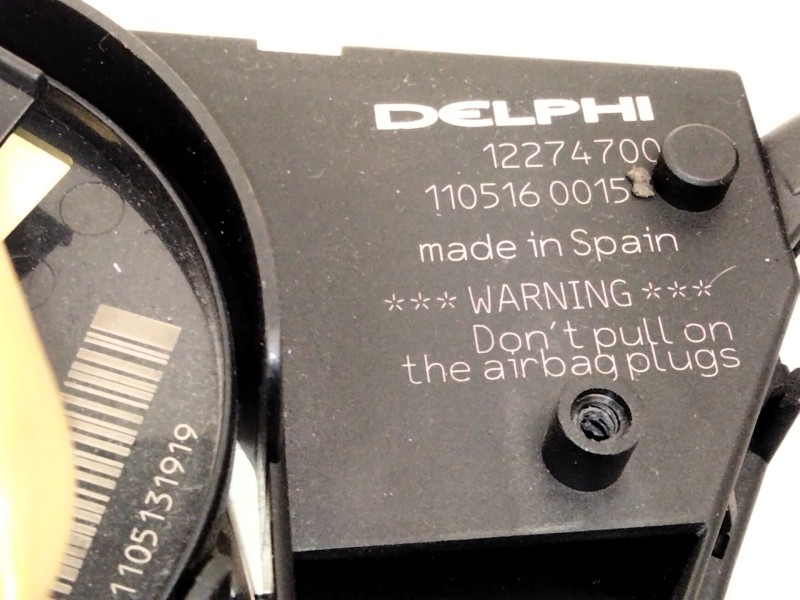 DELPHI
12274700
110516 0015
made in Spain
*** WARNING ***
Don't pull on
the airbag plugs
1105131919